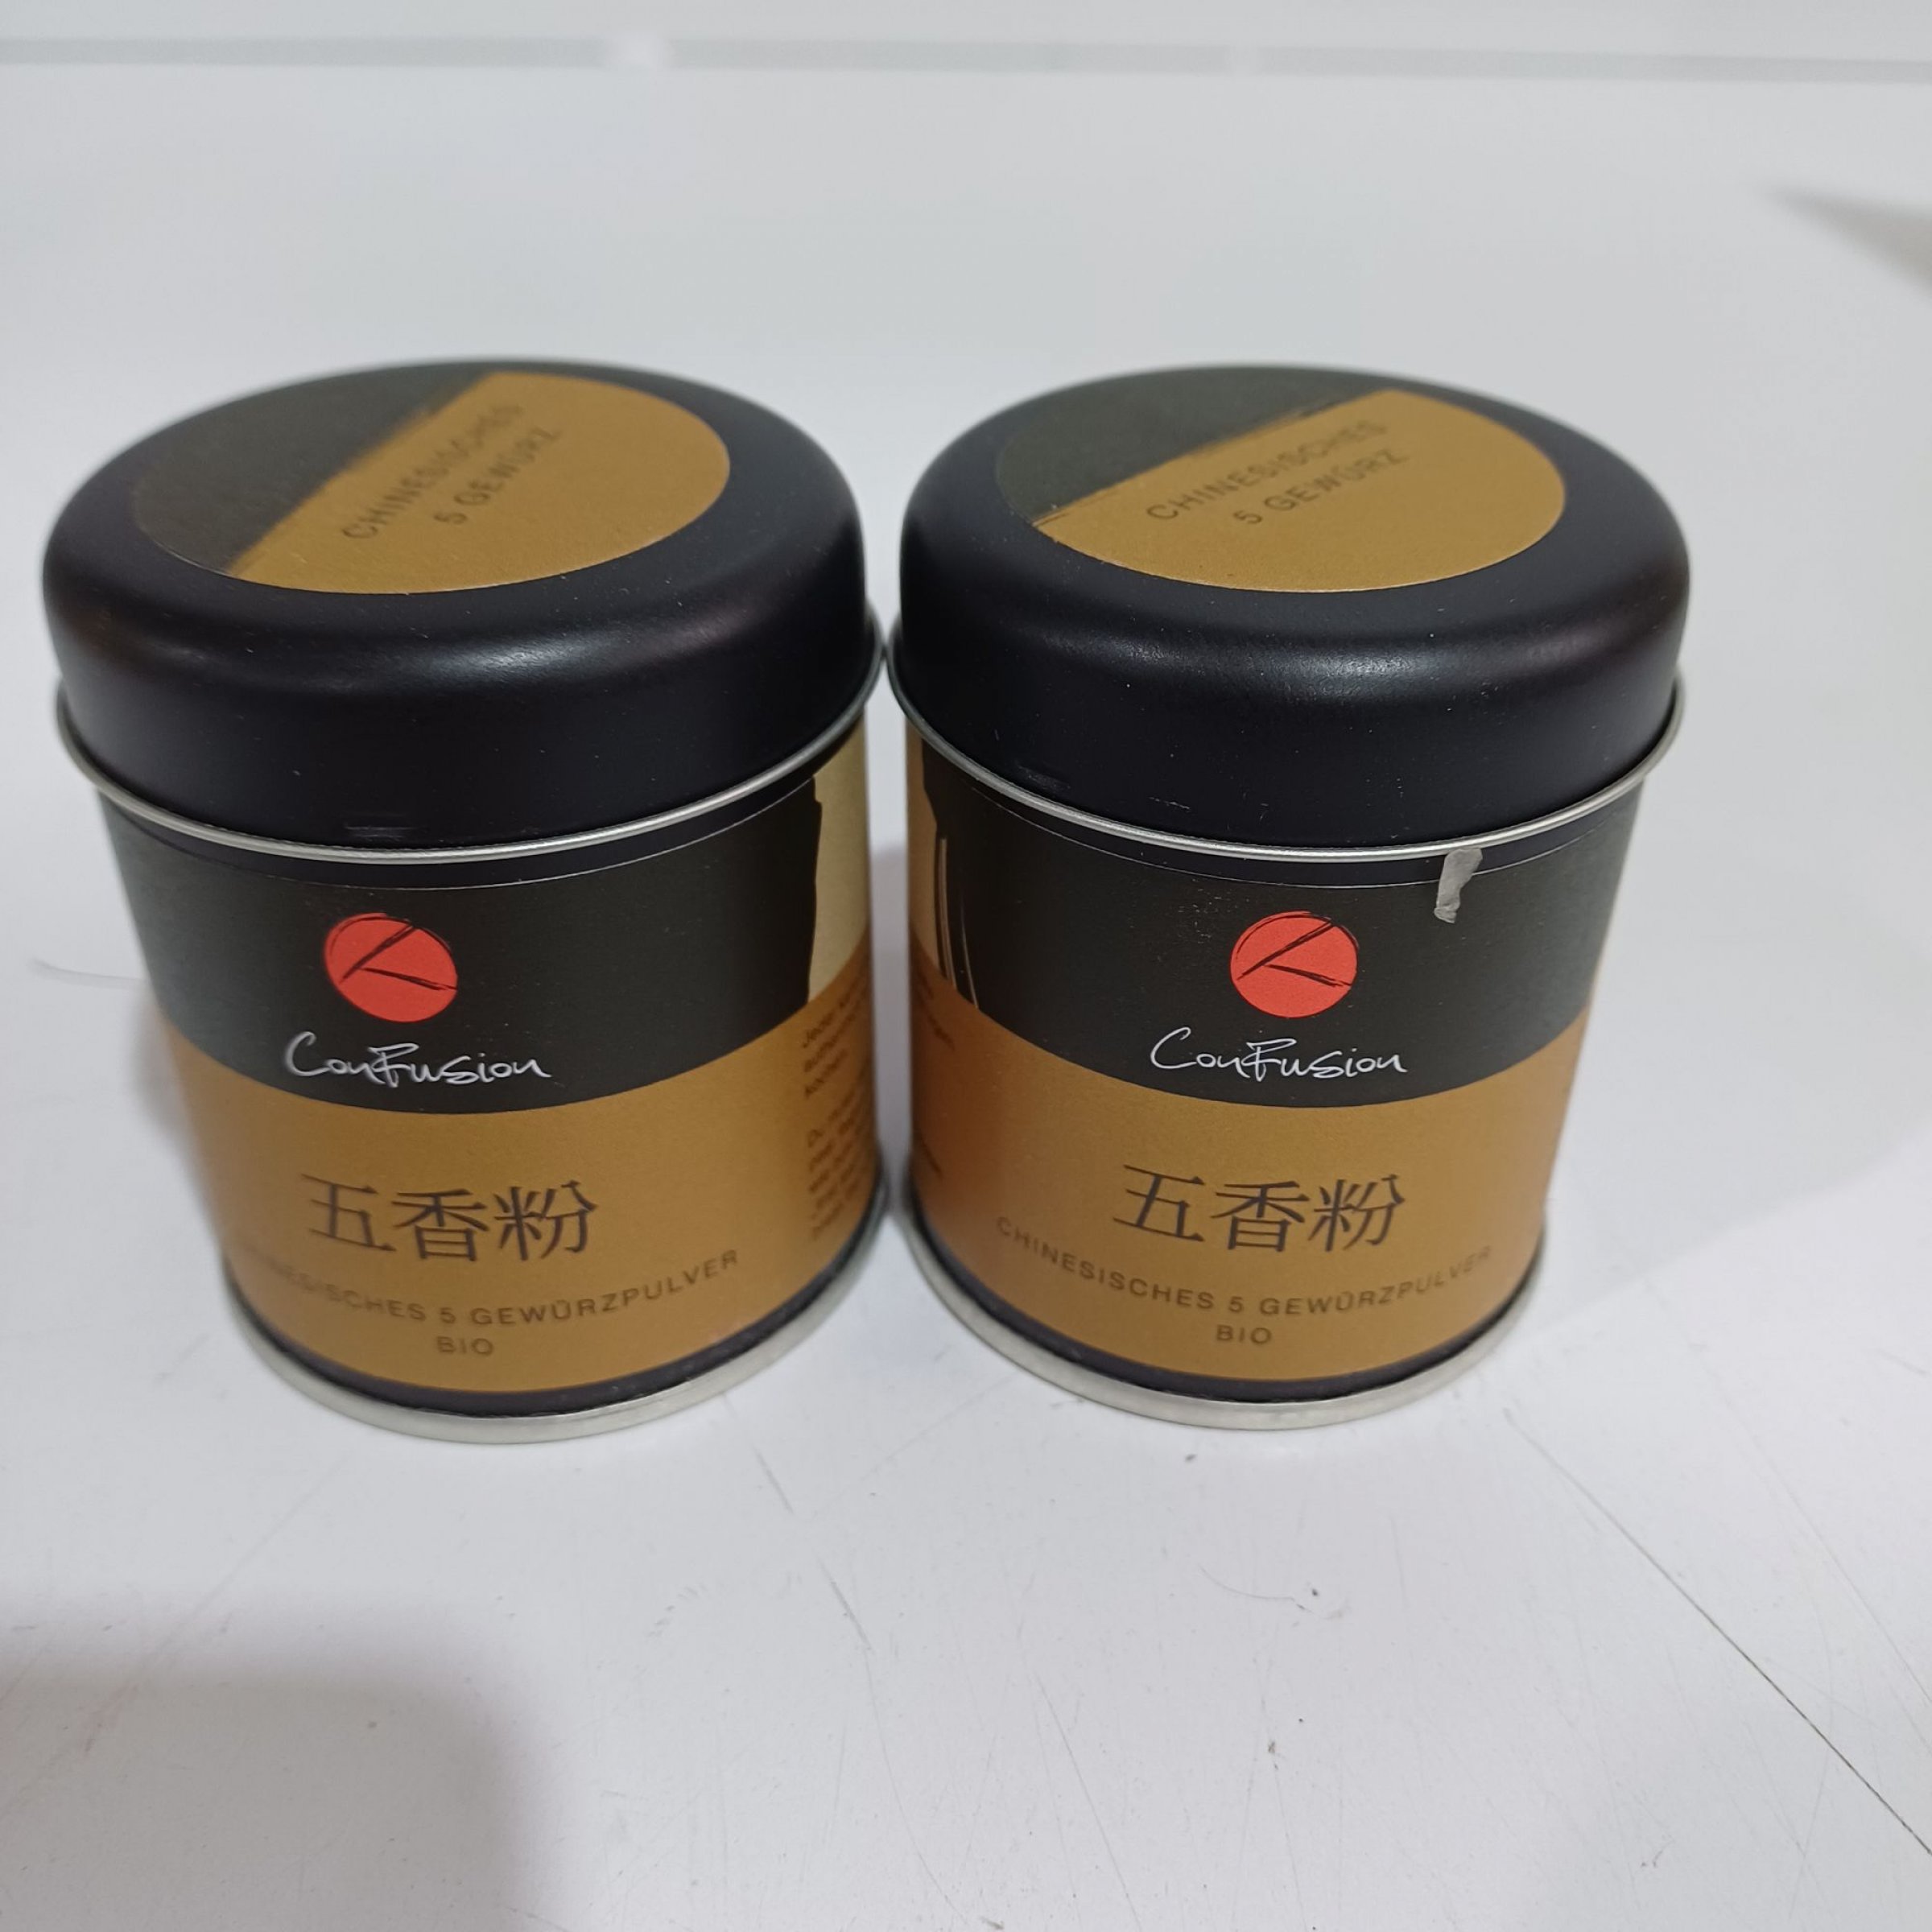 CHINESISCHES
5 GEWÜRZ
ConFusion
五香粉
CHINESISCHES 5 GEWÜRZPULVER
BIO
CHINESISCHES
5 GEWÜRZ
ConFusion
五香粉
CHINESISCHES 5 GEWÜRZPULVER
BIO